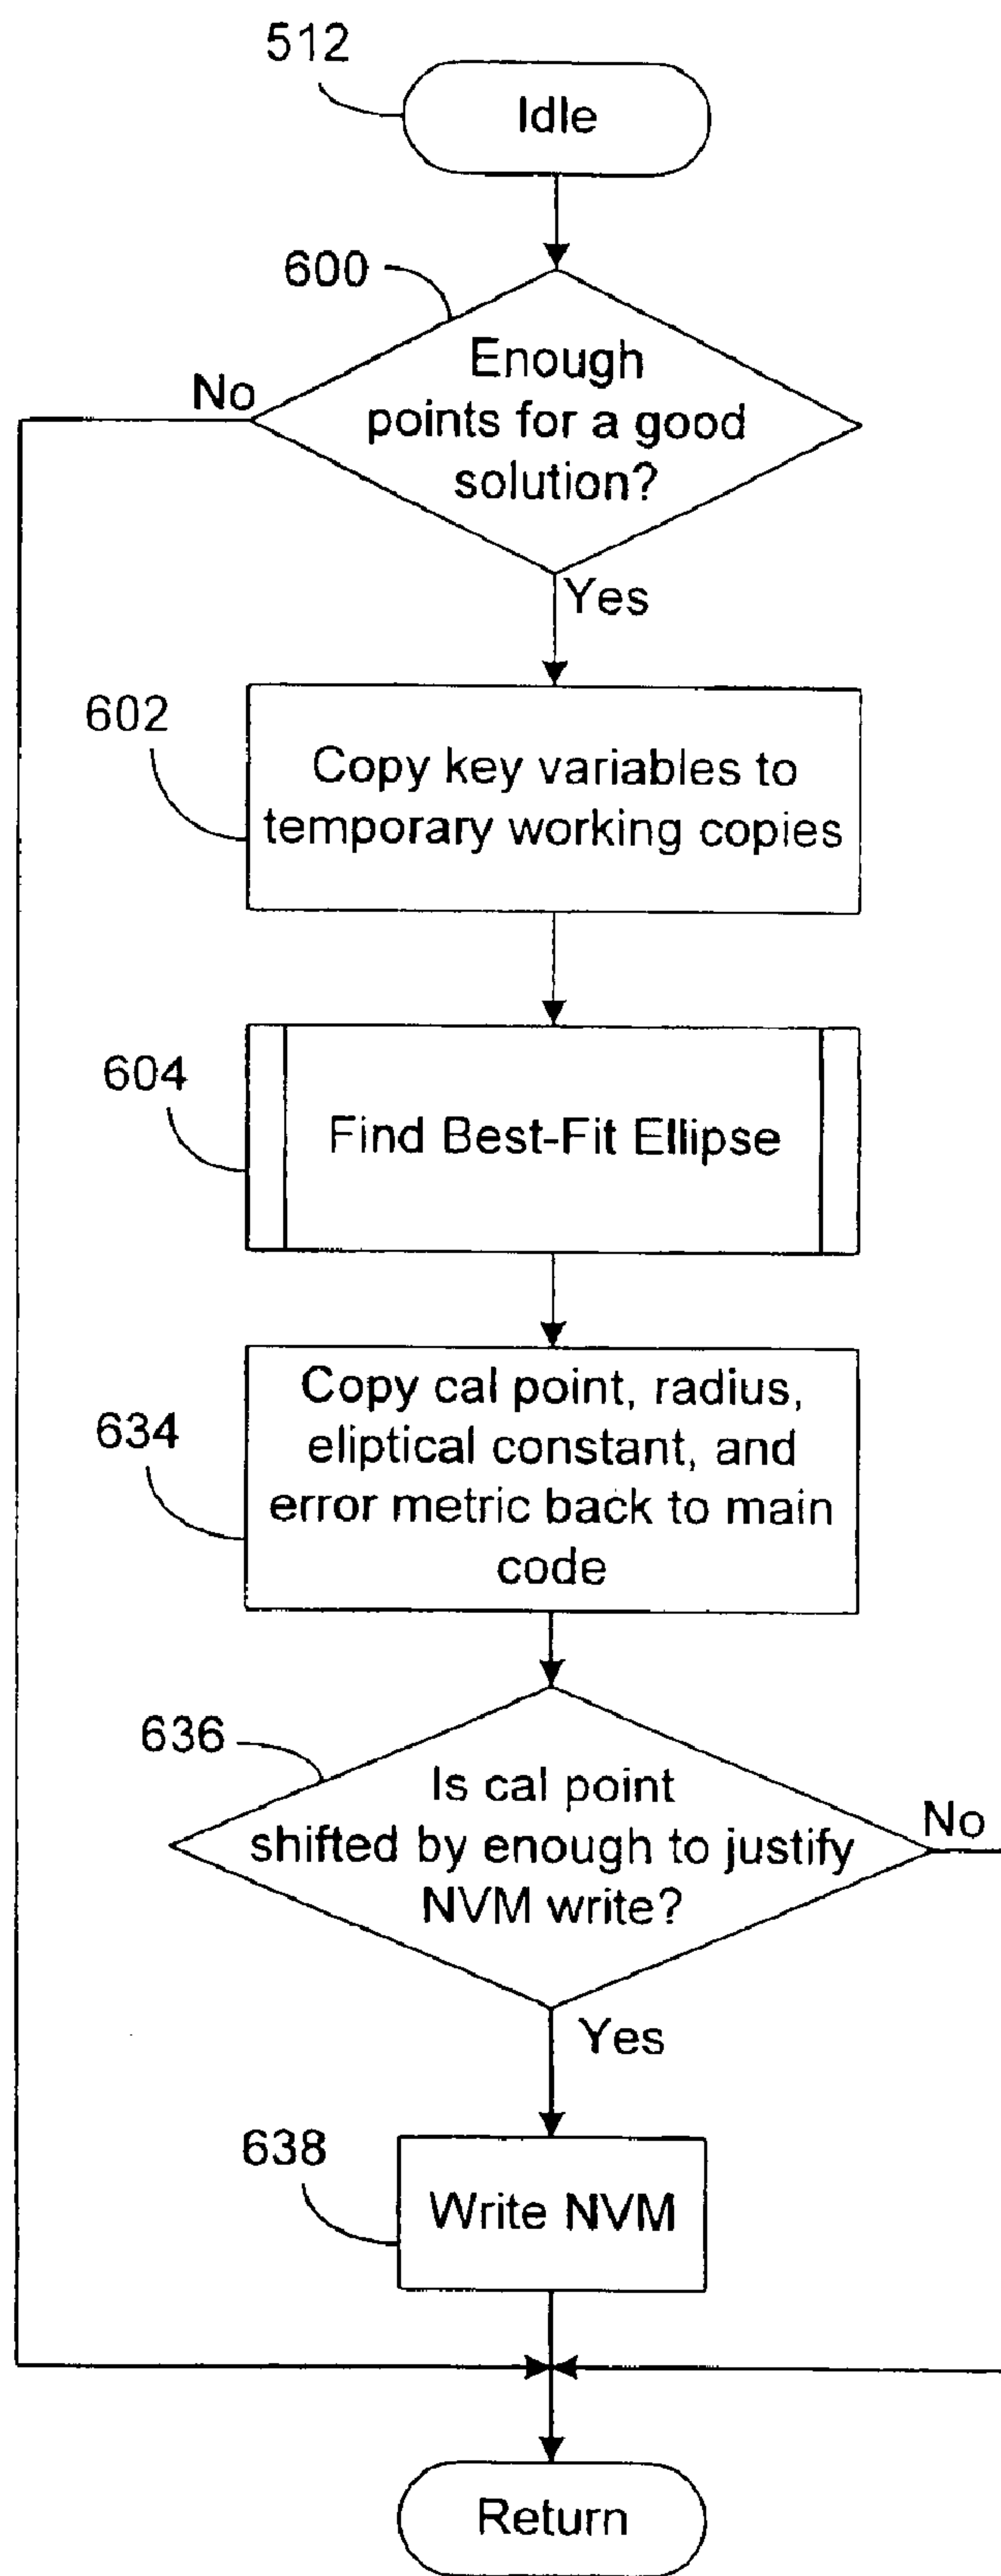 512
Idle
600
Enough
points for a good
solution?
No
Yes
602
Copy key variables to
temporary working copies
604
Find Best-Fit Ellipse
634
Copy cal point, radius,
eliptical constant, and
error metric back to main
code
636
Is cal point
shifted by enough to justify
NVM write?
No
Yes
638
Write NVM
Return